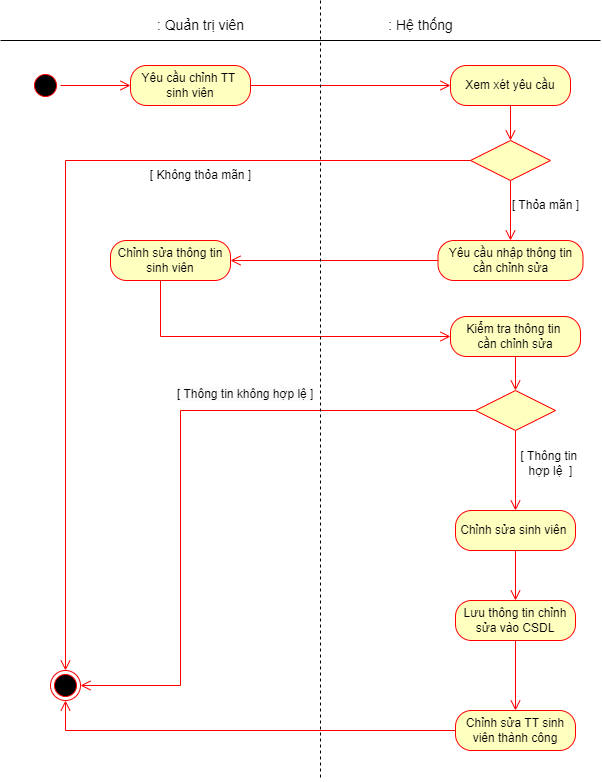 : Quản trị viên
: Hệ thống
Yêu cầu chỉnh TT
sinh viên
Xem xét yêu cầu
[ Không thỏa mãn ]
[ Thỏa mãn ]
Chỉnh sửa thông tin
sinh viên
Yêu cầu nhập thông tin
cần chỉnh sửa
Kiểm tra thông tin
cần chỉnh sửa
[ Thông tin không hợp lệ ]
[ Thông tin
hợp lệ ]
Chỉnh sửa sinh viên
Lưu thông tin chỉnh
sửa vào CSDL
Chỉnh sửa TT sinh
viên thành công